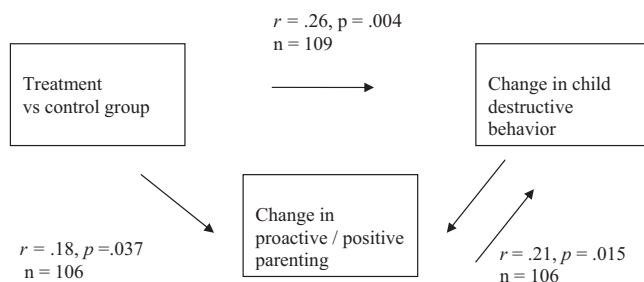 r = .26, p = .004
n = 109
Treatment
vs control group
Change in child
destructive
behavior
Change in
proactive / positive
parenting
r = .18, p =.037
n = 106
r = .21, p = .015
n = 106